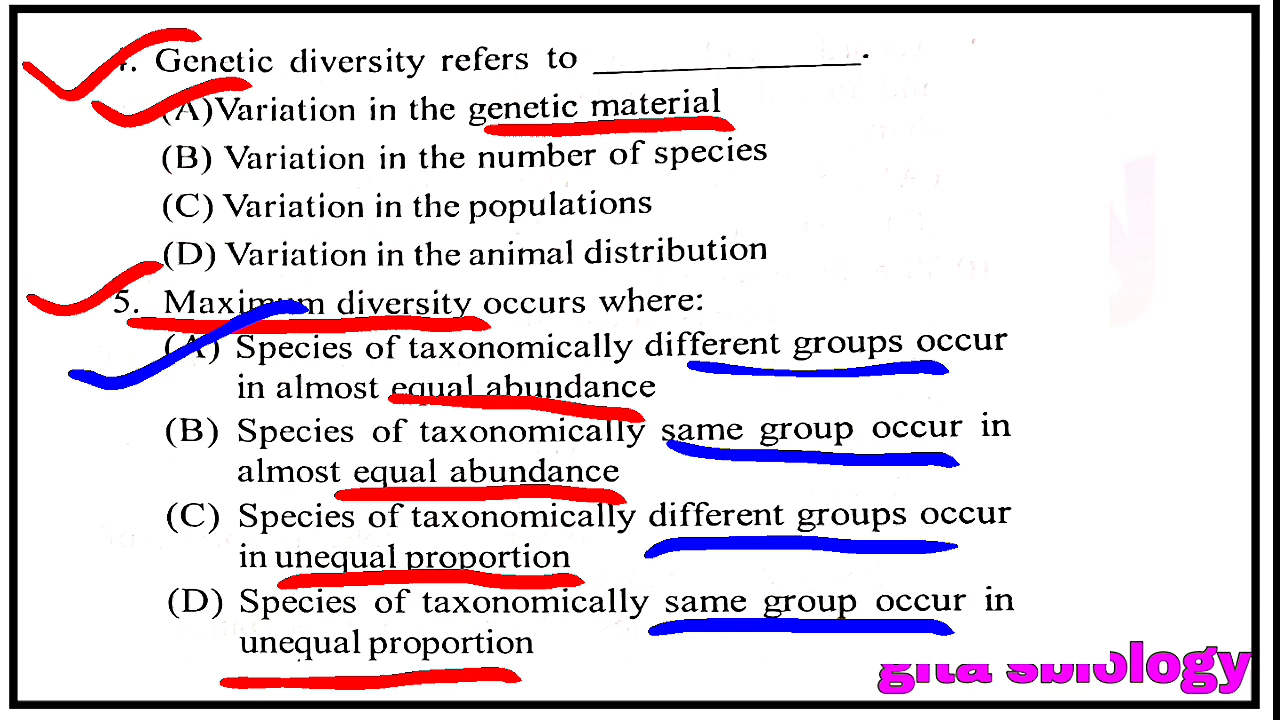 4. Genetic diversity refers to ____________.
(A)Variation in the genetic material
(B) Variation in the number of species
(C) Variation in the populations
(D) Variation in the animal distribution
5. Maximum diversity occurs where:
(A) Species of taxonomically different groups occur
in almost equal abundance
(B) Species of taxonomically same group occur in
almost equal abundance
(C) Species of taxonomically different groups occur
in unequal proportion
(D) Species of taxonomically same group occur in
unequal proportion
gita sbiology